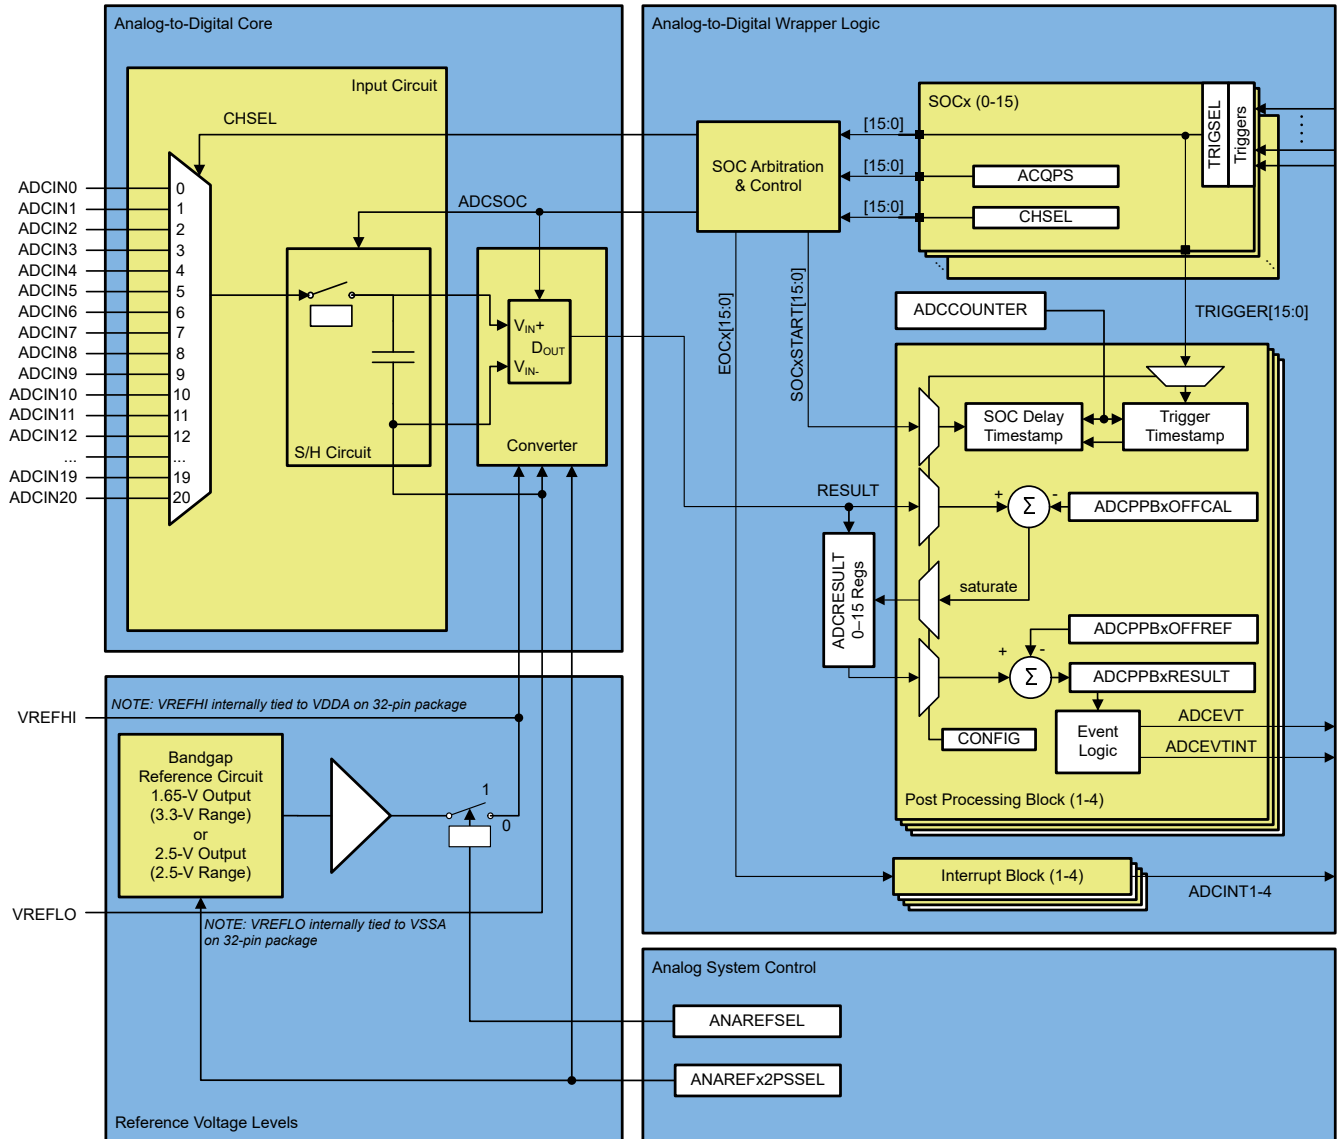 Analog-to-Digital Core
Input Circuit
CHSEL
ADCIN0
ADCIN1
ADCIN2
ADCIN3
ADCIN4
ADCIN5
ADCIN6
ADCIN7
ADCIN8
ADCIN9
ADCIN10
ADCIN11
ADCIN12
...
ADCIN19
ADCIN20
0
1
2
3
4
5
6
7
8
9
10
11
12
...
19
20
ADCSOC
S/H Circuit
VIN+
DOUT
VIN-
Converter
Analog-to-Digital Wrapper Logic
SOC Arbitration
& Control
[15:0]
[15:0]
[15:0]
SOCx (0-15)
ACQPS
CHSEL
TRIGSEL
Triggers
EOCx[15:0]
SOCxSTART[15:0]
ADCCOUNTER
TRIGGER[15:0]
SOC Delay
Timestamp
Trigger
Timestamp
RESULT
+
Σ
-
ADCPPBxOFFCAL
ADCRESULT
0–15 Regs
saturate
ADCPPBxOFFREF
+
-
Σ
ADCPPBxRESULT
CONFIG
Event
Logic
ADCEVT
ADCEVTINT
Post Processing Block (1-4)
Interrupt Block (1-4)
ADCINT1-4
VREFHI
NOTE: VREFHI internally tied to VDDA on 32-pin package
Bandgap
Reference Circuit
1.65-V Output
(3.3-V Range)
or
2.5-V Output
(2.5-V Range)
1
0
VREFLO
NOTE: VREFLO internally tied to VSSA
on 32-pin package
Reference Voltage Levels
Analog System Control
ANAREFSEL
ANAREFx2PSSEL